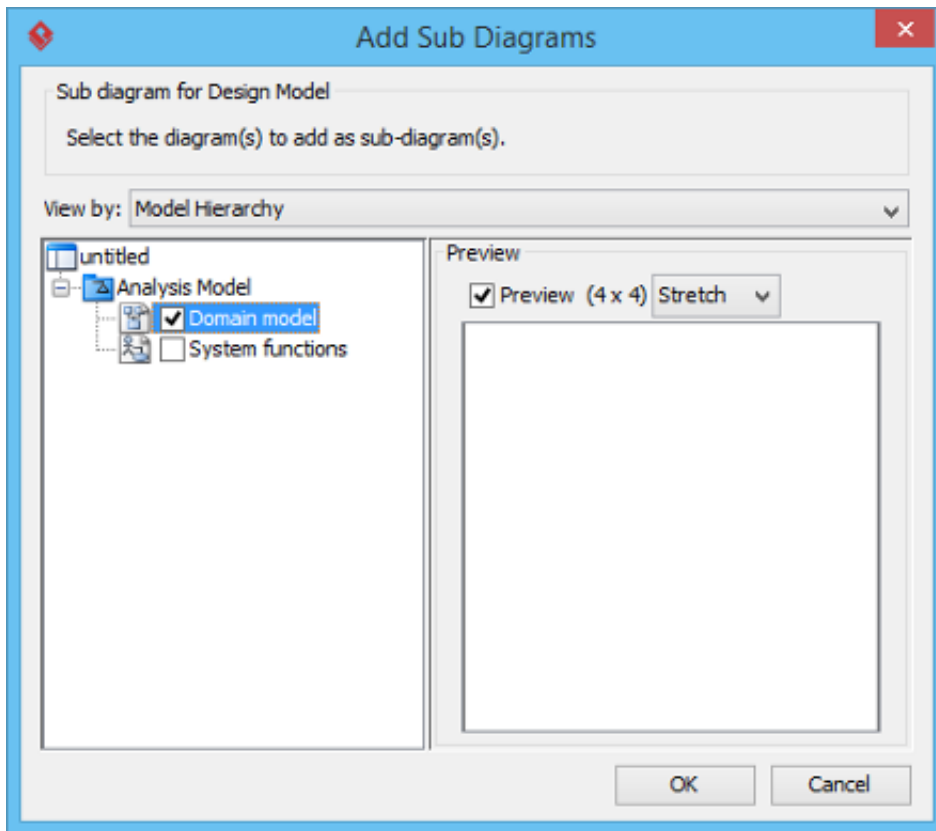 Add Sub Diagrams
Sub diagram for Design Model
Select the diagram(s) to add as sub-diagram(s).
View by: Model Hierarchy
untitled
Analysis Model
Domain model
System functions
Preview
Preview (4 x 4) Stretch
OK Cancel